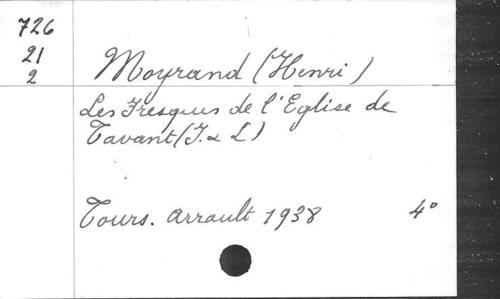 726
21
2
Moyrand (Henri)
Les Fresques de l'Eglise de
Tavant (I. & L)
Tours. Arrault 1938 4°